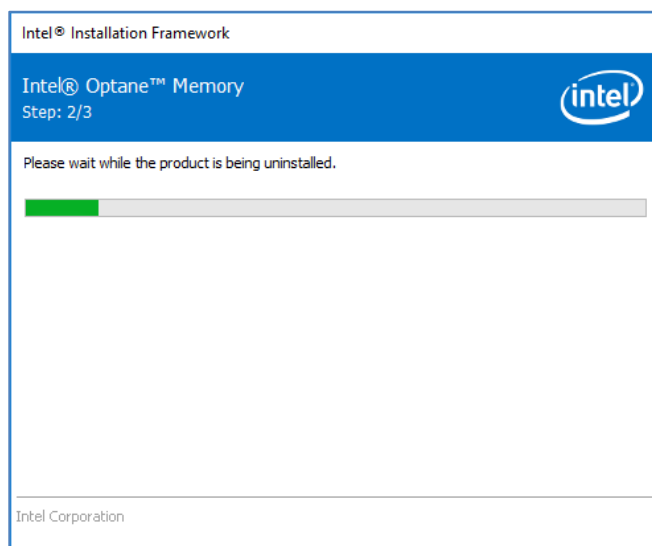 Intel® Installation Framework
Intel® Optane™ Memory
Step: 2/3
intel
Please wait while the product is being uninstalled.
Intel Corporation